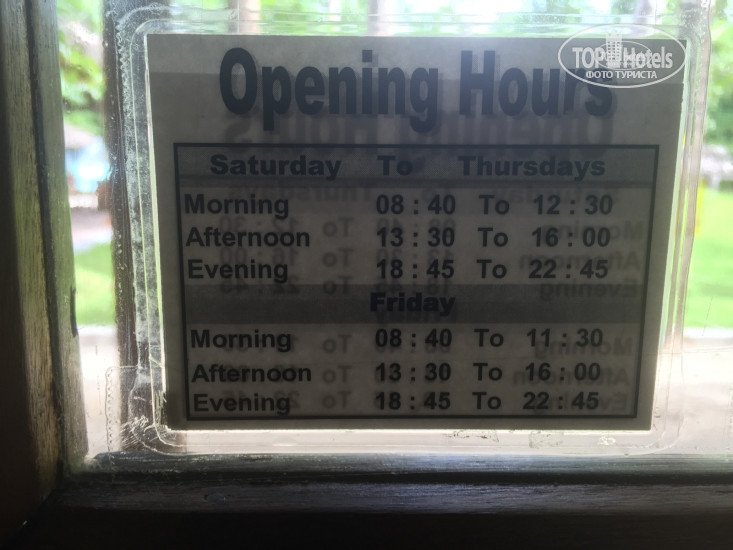 TOP Hotels
ФОТО ТУРИСТА
Opening Hours
Saturday To Thursdays
Morning 08 : 40 To 12 : 30
Afternoon 13 : 30 To 16 : 00
Evening 18 : 45 To 22 : 45
Friday
Morning 08 : 40 To 11 : 30
Afternoon 13 : 30 To 16 : 00
Evening 18 : 45 To 22 : 45